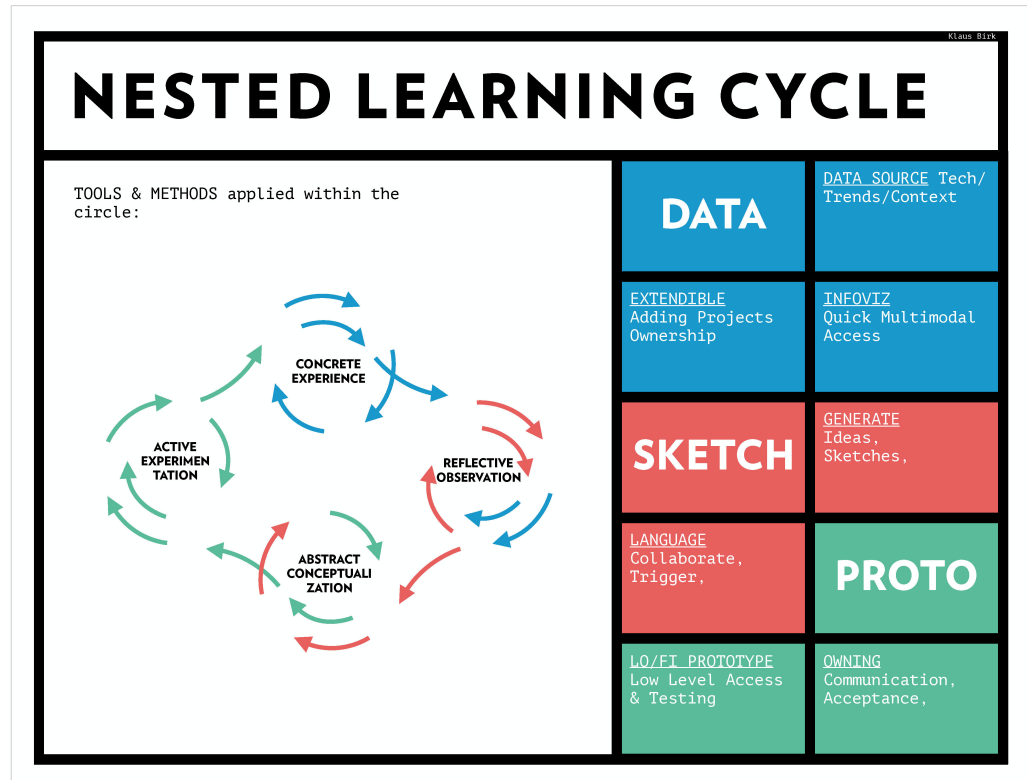 Klaus Birk
NESTED LEARNING CYCLE
TOOLS & METHODS applied within the
circle:
CONCRETE
EXPERIENCE
ACTIVE
EXPERIMEN
TATION
REFLECTIVE
OBSERVATION
ABSTRACT
CONCEPTUALI
ZATION
DATA
DATA SOURCE Tech/
Trends/Context
EXTENDIBLE
Adding Projects
Ownership
INFOVIZ
Quick Multimodal
Access
SKETCH
GENERATE
Ideas,
Sketches,
LANGUAGE
Collaborate,
Trigger,
PROTO
LO/FI PROTOTYPE
Low Level Access
& Testing
OWNING
Communication,
Acceptance,